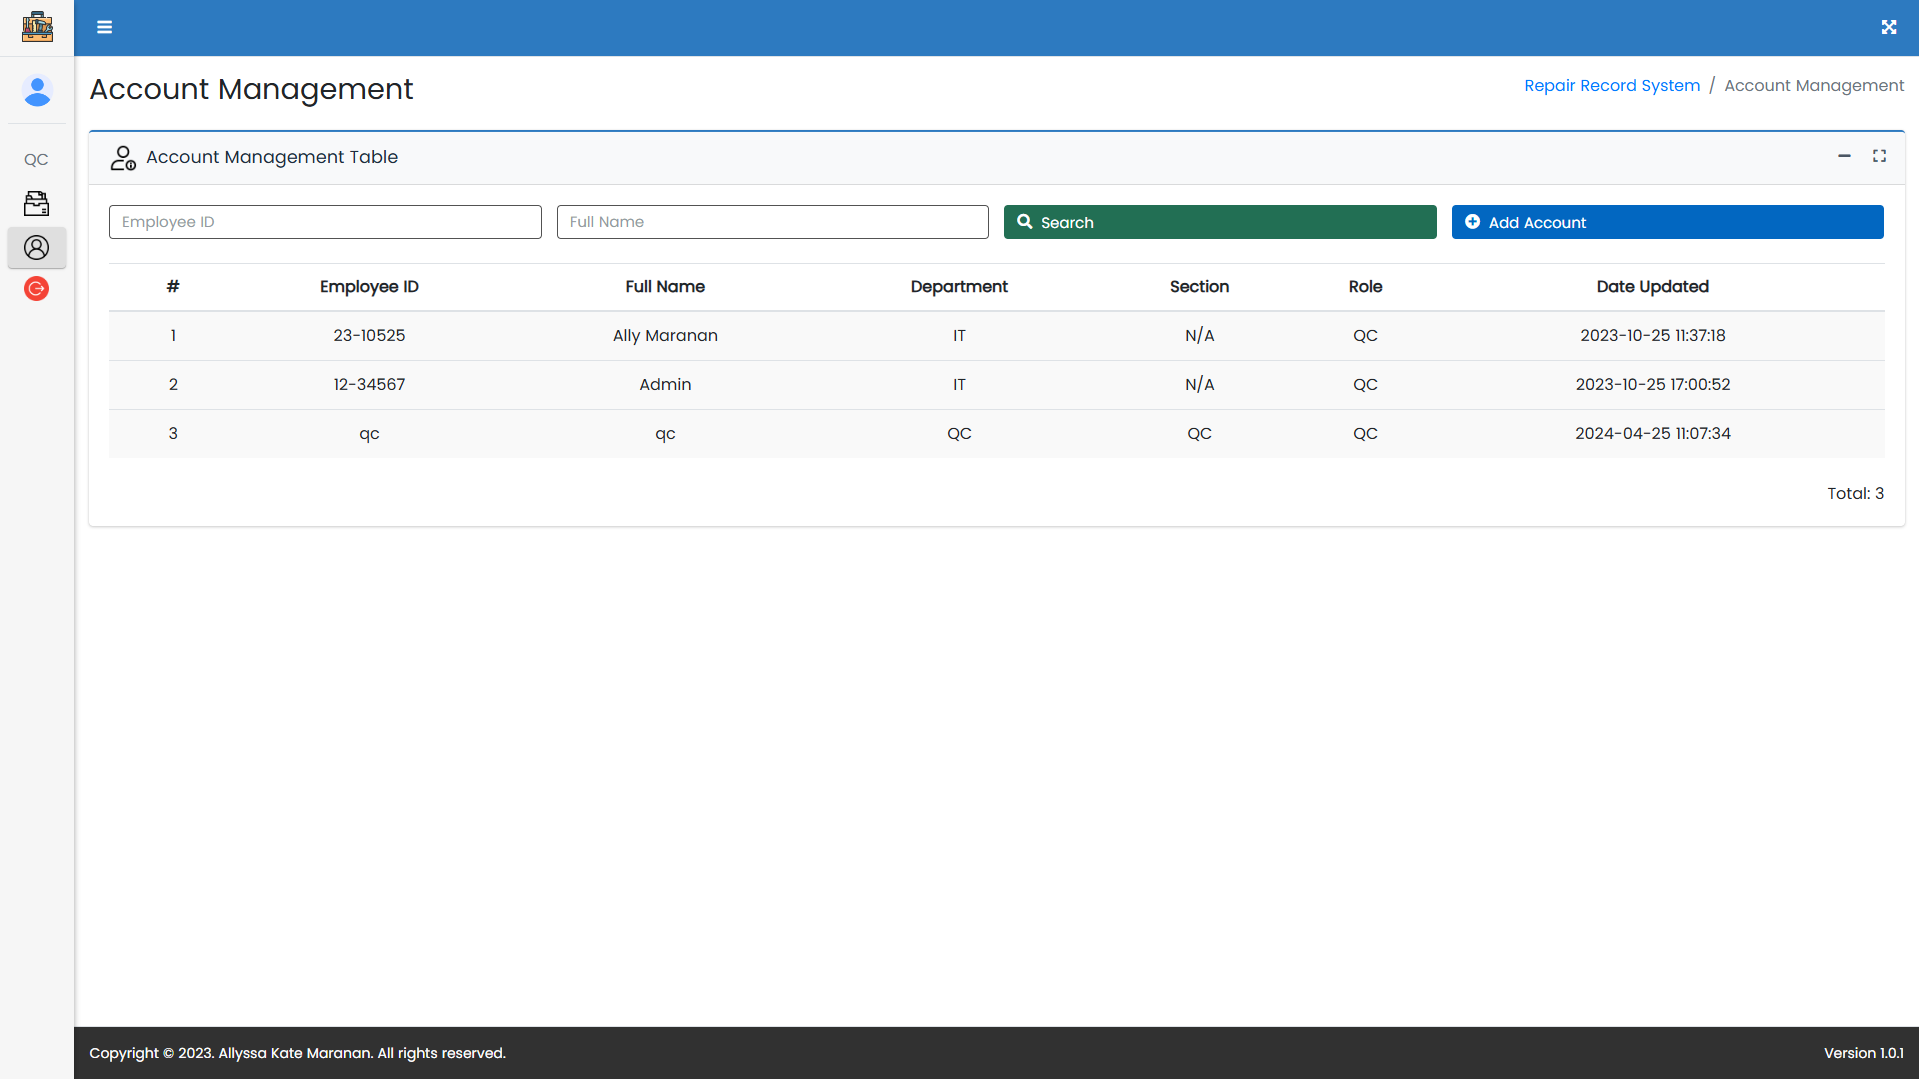 Account Management
Repair Record System / Account Management
QC
Account Management Table
Employee ID
Full Name
Search
Add Account
# Employee ID Full Name Department Section Role Date Updated
1 23-10525 Ally Maranan IT N/A QC 2023-10-25 11:37:18
2 12-34567 Admin IT N/A QC 2023-10-25 17:00:52
3 qc qc QC QC QC 2024-04-25 11:07:34
Total: 3
Copyright © 2023. Allyssa Kate Maranan. All rights reserved.
Version 1.0.1